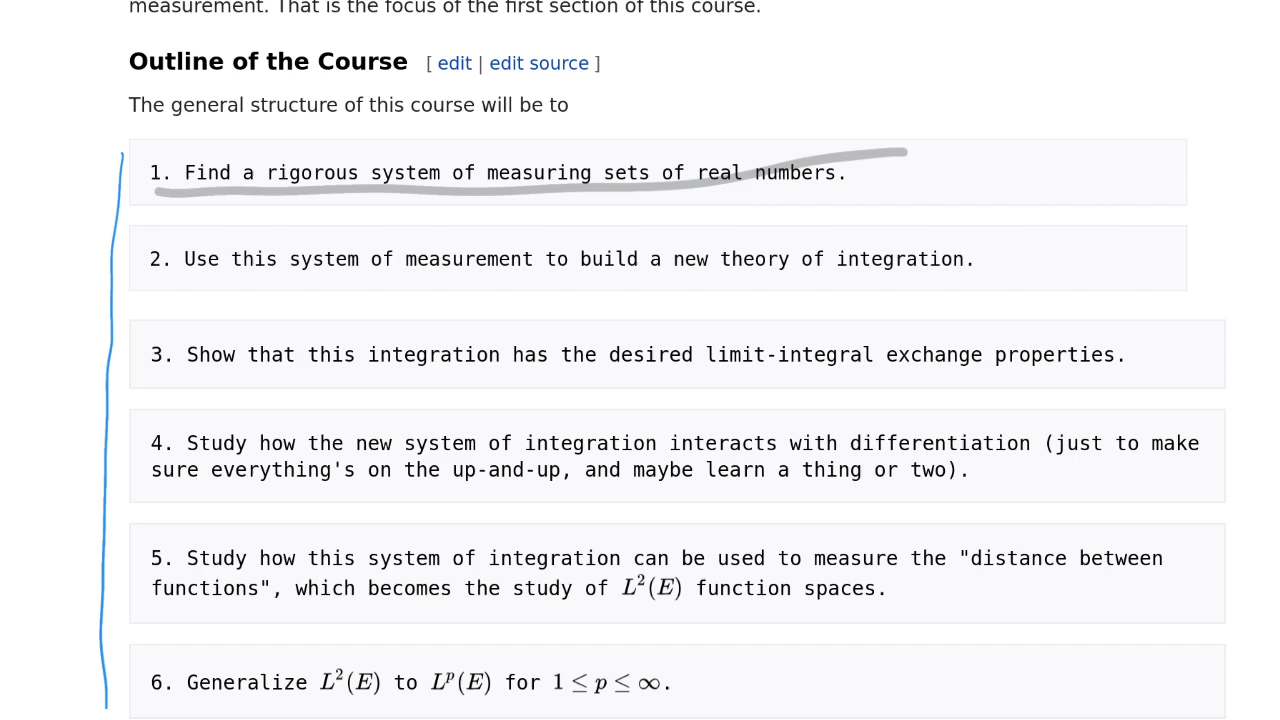 measurement. That is the focus of the first section of this course.
Outline of the Course [ edit | edit source ]
The general structure of this course will be to
1. Find a rigorous system of measuring sets of real numbers.
2. Use this system of measurement to build a new theory of integration.
3. Show that this integration has the desired limit-integral exchange properties.
4. Study how the new system of integration interacts with differentiation (just to make
sure everything's on the up-and-up, and maybe learn a thing or two).
5. Study how this system of integration can be used to measure the "distance between
functions", which becomes the study of L²(E) function spaces.
6. Generalize L²(E) to Lᵖ(E) for 1 ≤ p ≤ ∞.